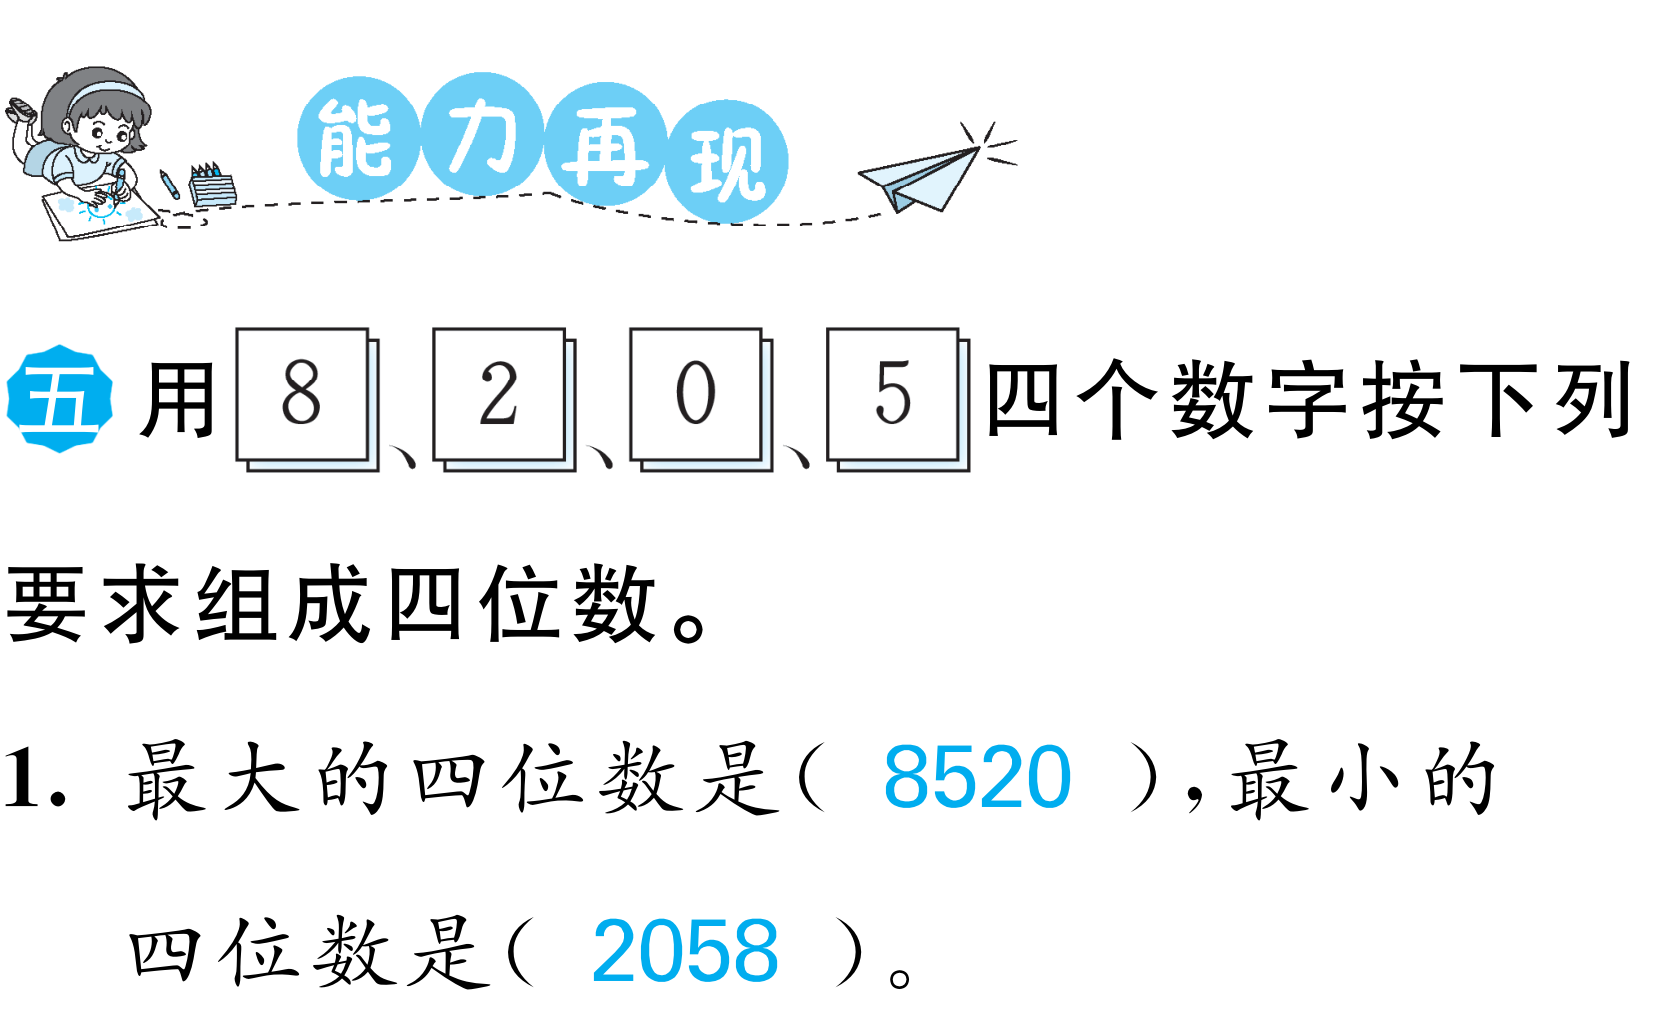 能力再现
五 用 8、2、0、5 四个数字按下列
要求组成四位数。
1. 最大的四位数是( 8520 ),最小的
四位数是( 2058 )。